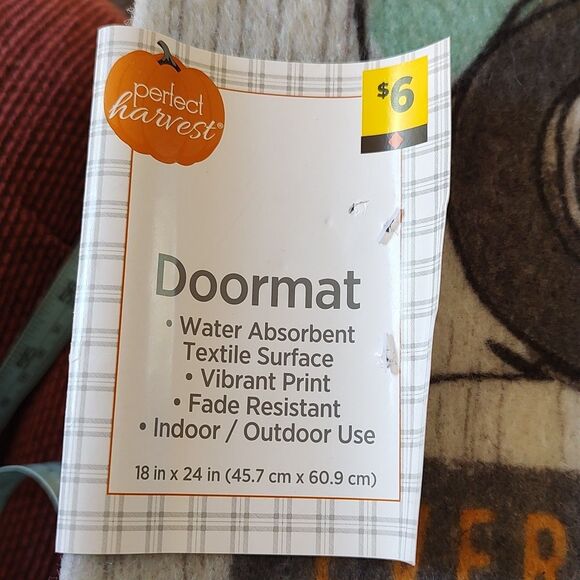 perfect
harvest®
$6
Doormat
• Water Absorbent
Textile Surface
• Vibrant Print
• Fade Resistant
• Indoor / Outdoor Use
18 in x 24 in (45.7 cm x 60.9 cm)